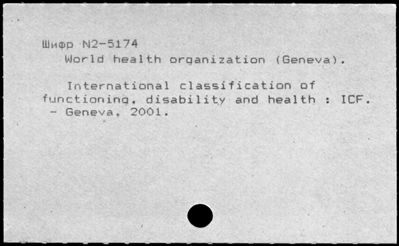 Шифр N2-5174
World health organization (Geneva).
International classification of
functioning, disability and health : ICF.
- Geneva, 2001.